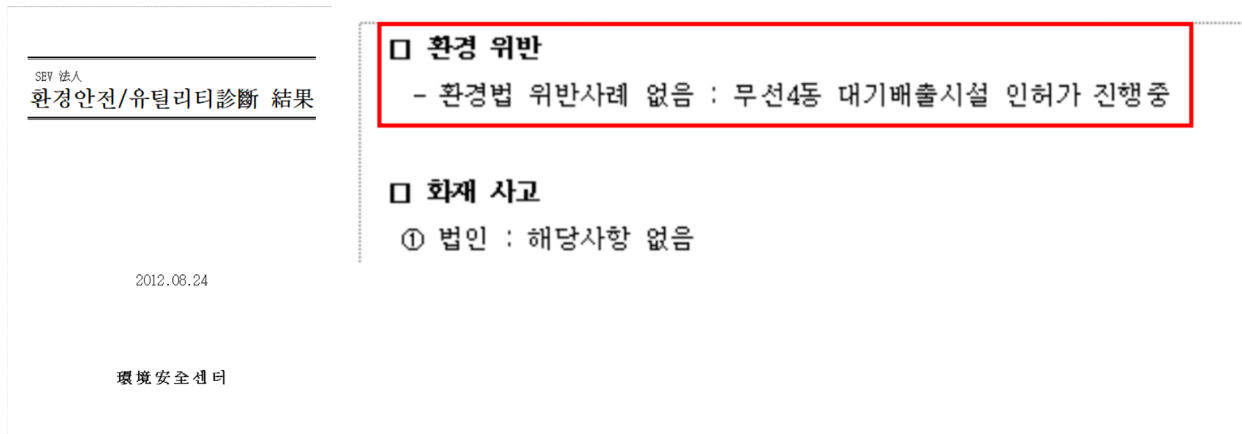 SEV 法人
환경안전/유틸리티診斷 結果
2012.08.24
環境安全센터
□ 환경 위반
- 환경법 위반사례 없음 : 무선4동 대기배출시설 인허가 진행중
□ 화재 사고
① 법인 : 해당사항 없음